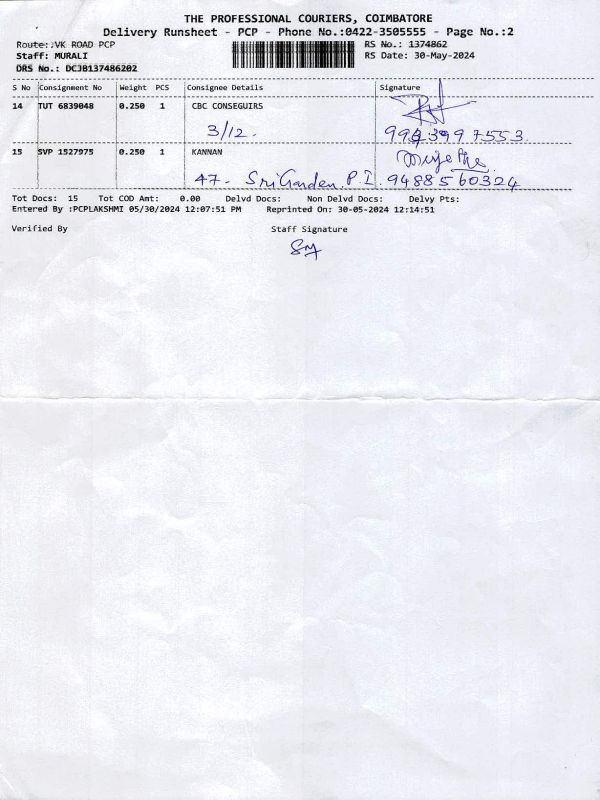 THE PROFESSIONAL COURIERS, COIMBATORE
Delivery Runsheet - PCP - Phone No.:0422-3505555 - Page No.:2
Route:.VK ROAD PCP RS No.: 1374862
Staff: MURALI RS Date: 30-May-2024
DRS No.: DCJB137486202
S No Consignment No Weight PCS Consignee Details Signature
14 TUT 6839048 0.250 1 CBC CONSEGUIRS
3/12. 9943997553.
15 SVP 1527975 0.250 1 KANNAN
47- Sri Garden P I. 9488560324
Tot Docs: 15 Tot COD Amt: 0.00 Delvd Docs: Non Delvd Docs: Delvy Pts:
Entered By :PCPLAKSHMI 05/30/2024 12:07:51 PM Reprinted On: 30-05-2024 12:14:51
Verified By Staff Signature